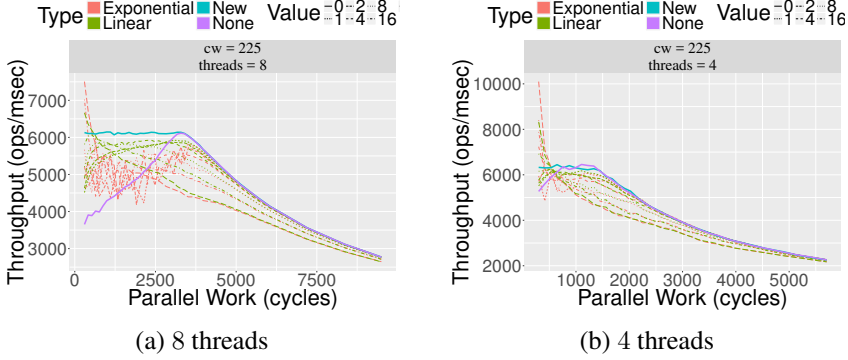 Type Exponential New Value 0 2 8
Linear None 1 4 16
cw = 225
threads = 8
Throughput (ops/msec)
7000
6000
5000
4000
3000
0 2500 5000 7500
Parallel Work (cycles)
(a) 8 threads
Type Exponential New Value 0 2 8
Linear None 1 4 16
cw = 225
threads = 4
Throughput (ops/msec)
10000
8000
6000
4000
2000
1000 2000 3000 4000 5000
Parallel Work (cycles)
(b) 4 threads